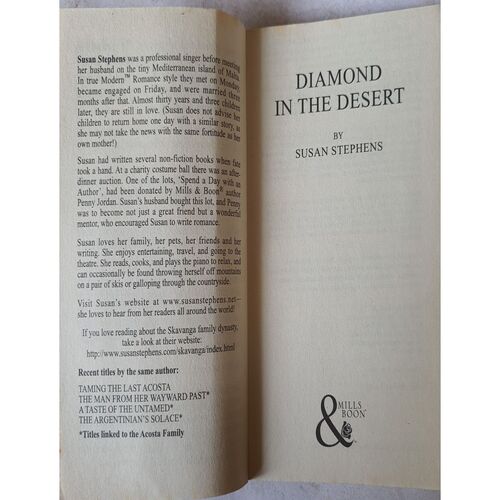 Susan Stephens was a professional singer before meeting
her husband on the tiny Mediterranean island of Malta.
In true Modern™ Romance style they met on Monday,
became engaged on Friday, and were married three
months after that. Almost thirty years and three children
later, they are still in love. (Susan does not advise her
children to return home one day with a similar story, as
she may not take the news with the same fortitude as her
own mother!)
Susan had written several non-fiction books when fate
took a hand. At a charity costume ball there was an after-
dinner auction. One of the lots, 'Spend a Day with an
Author', had been donated by Mills & Boon® author
Penny Jordan. Susan's husband bought this lot, and Penny
was to become not just a great friend but a wonderful
mentor, who encouraged Susan to write romance.
Susan loves her family, her pets, her friends and her
writing. She enjoys entertaining, travel, and going to the
theatre. She reads, cooks, and plays the piano to relax, and
can occasionally be found throwing herself off mountains
on a pair of skis or galloping through the countryside.
Visit Susan's website at www.susanstephens.net—
she loves to hear from her readers all around the world!
If you love reading about the Skavanga family dynasty,
take a look at their website:
http://www.susanstephens.com/skavanga/index.html
Recent titles by the same author:
TAMING THE LAST ACOSTA
THE MAN FROM HER WAYWARD PAST*
A TASTE OF THE UNTAMED*
THE ARGENTINIAN'S SOLACE*
*Titles linked to the Acosta Family
DIAMOND
IN THE DESERT
BY
SUSAN STEPHENS
&
MILLS
BOON